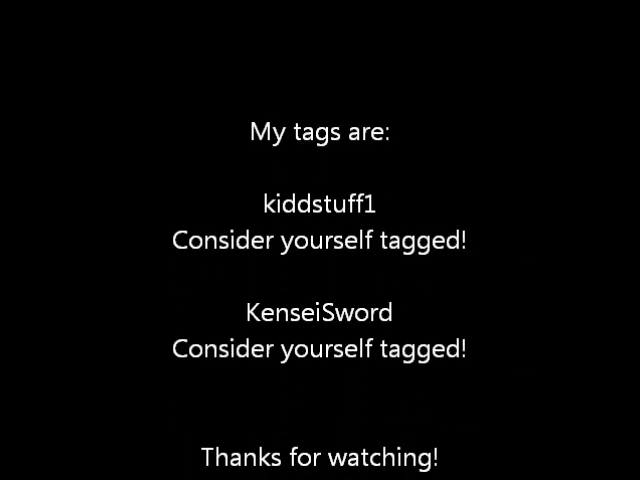 My tags are:
kiddstuff1
Consider yourself tagged!
KenseiSword
Consider yourself tagged!
Thanks for watching!